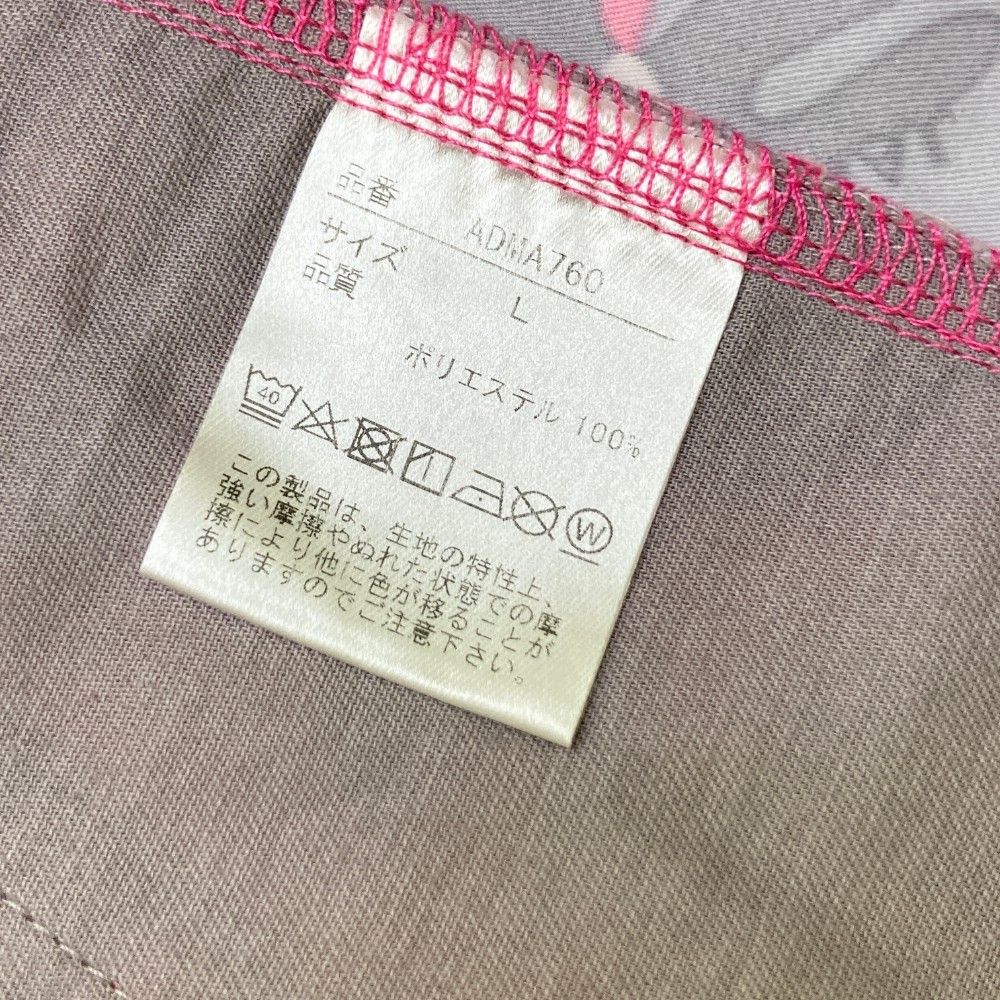 品番 ADMA760
サイズ L
品質
ポリエステル 100%
40
W
この製品は、生地の特性上、
強い摩擦やぬれた状態での摩
擦により他に色が移ることが
ありますのでご注意下さい。